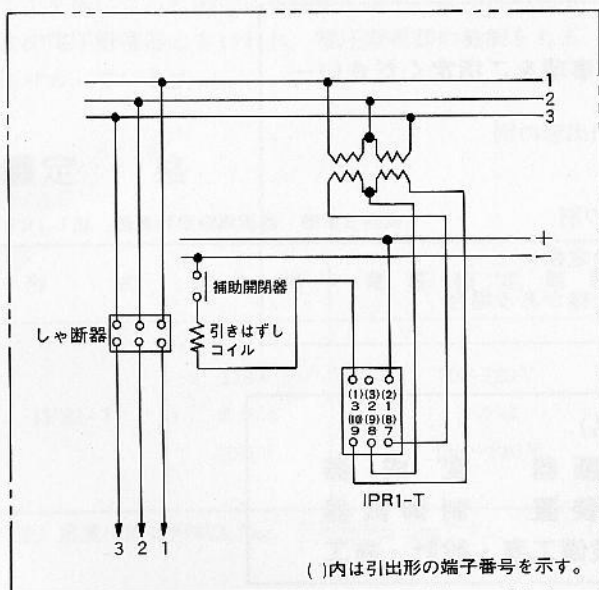 1
2
3
+
−
補助開閉器
引きはずし
コイル
しゃ断器
(1)(3)(2)
3 2 1
(10)(9)(8)
9 8 7
IPR1-T
3 2 1
( )内は引出形の端子番号を示す。